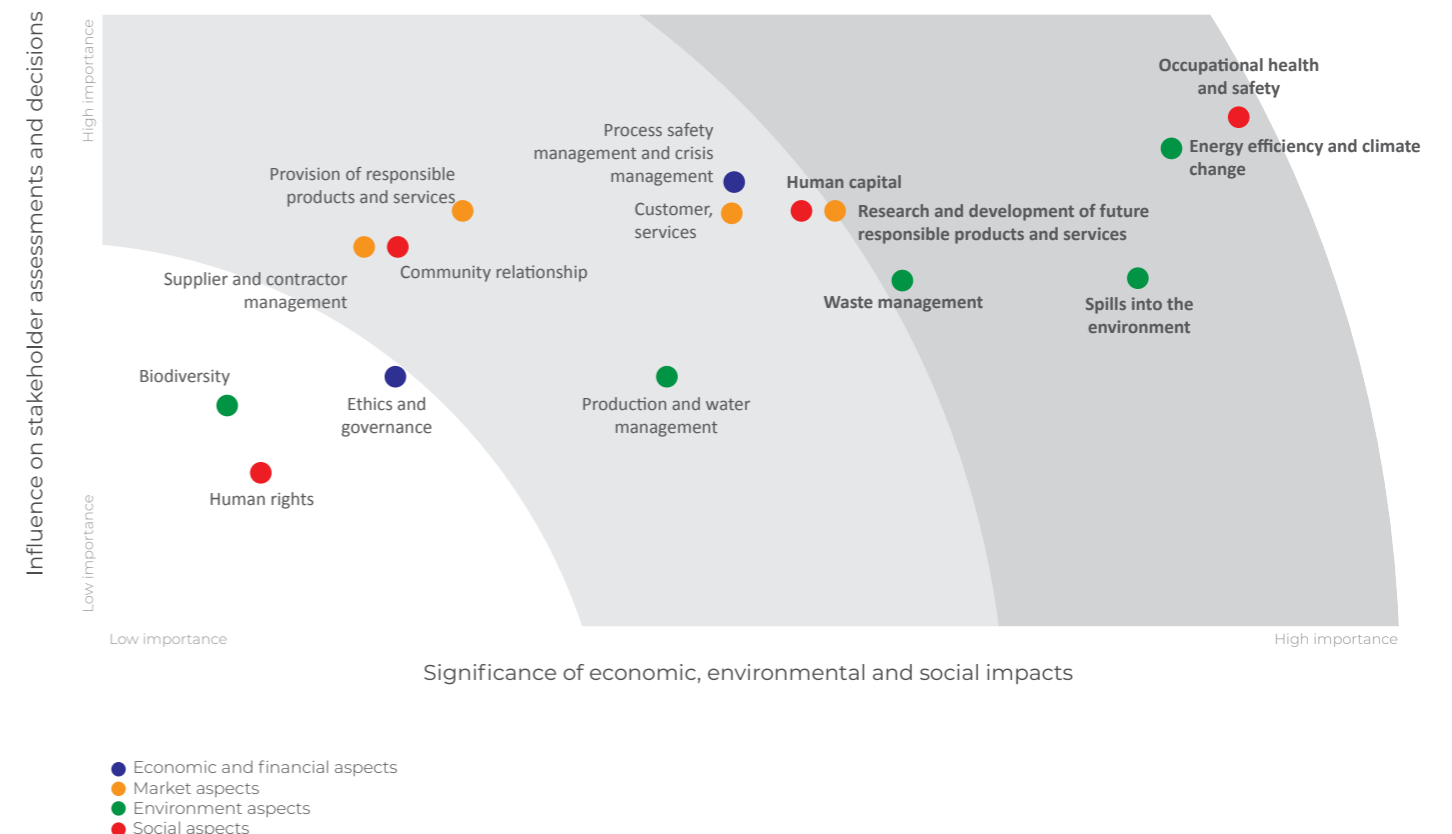 Influence on stakeholder assessments and decisions
High importance
Low importance
Occupational health
and safety
Energy efficiency and climate
change
Process safety
management and crisis
management
Provision of responsible
products and services
Human capital
Customer,
services
Research and development of future
responsible products and services
Supplier and contractor
management
Community relationship
Waste management
Spills into the
environment
Biodiversity
Ethics and
governance
Production and water
management
Human rights
Low importance
High importance
Significance of economic, environmental and social impacts
Economic and financial aspects
Market aspects
Environment aspects
Social aspects